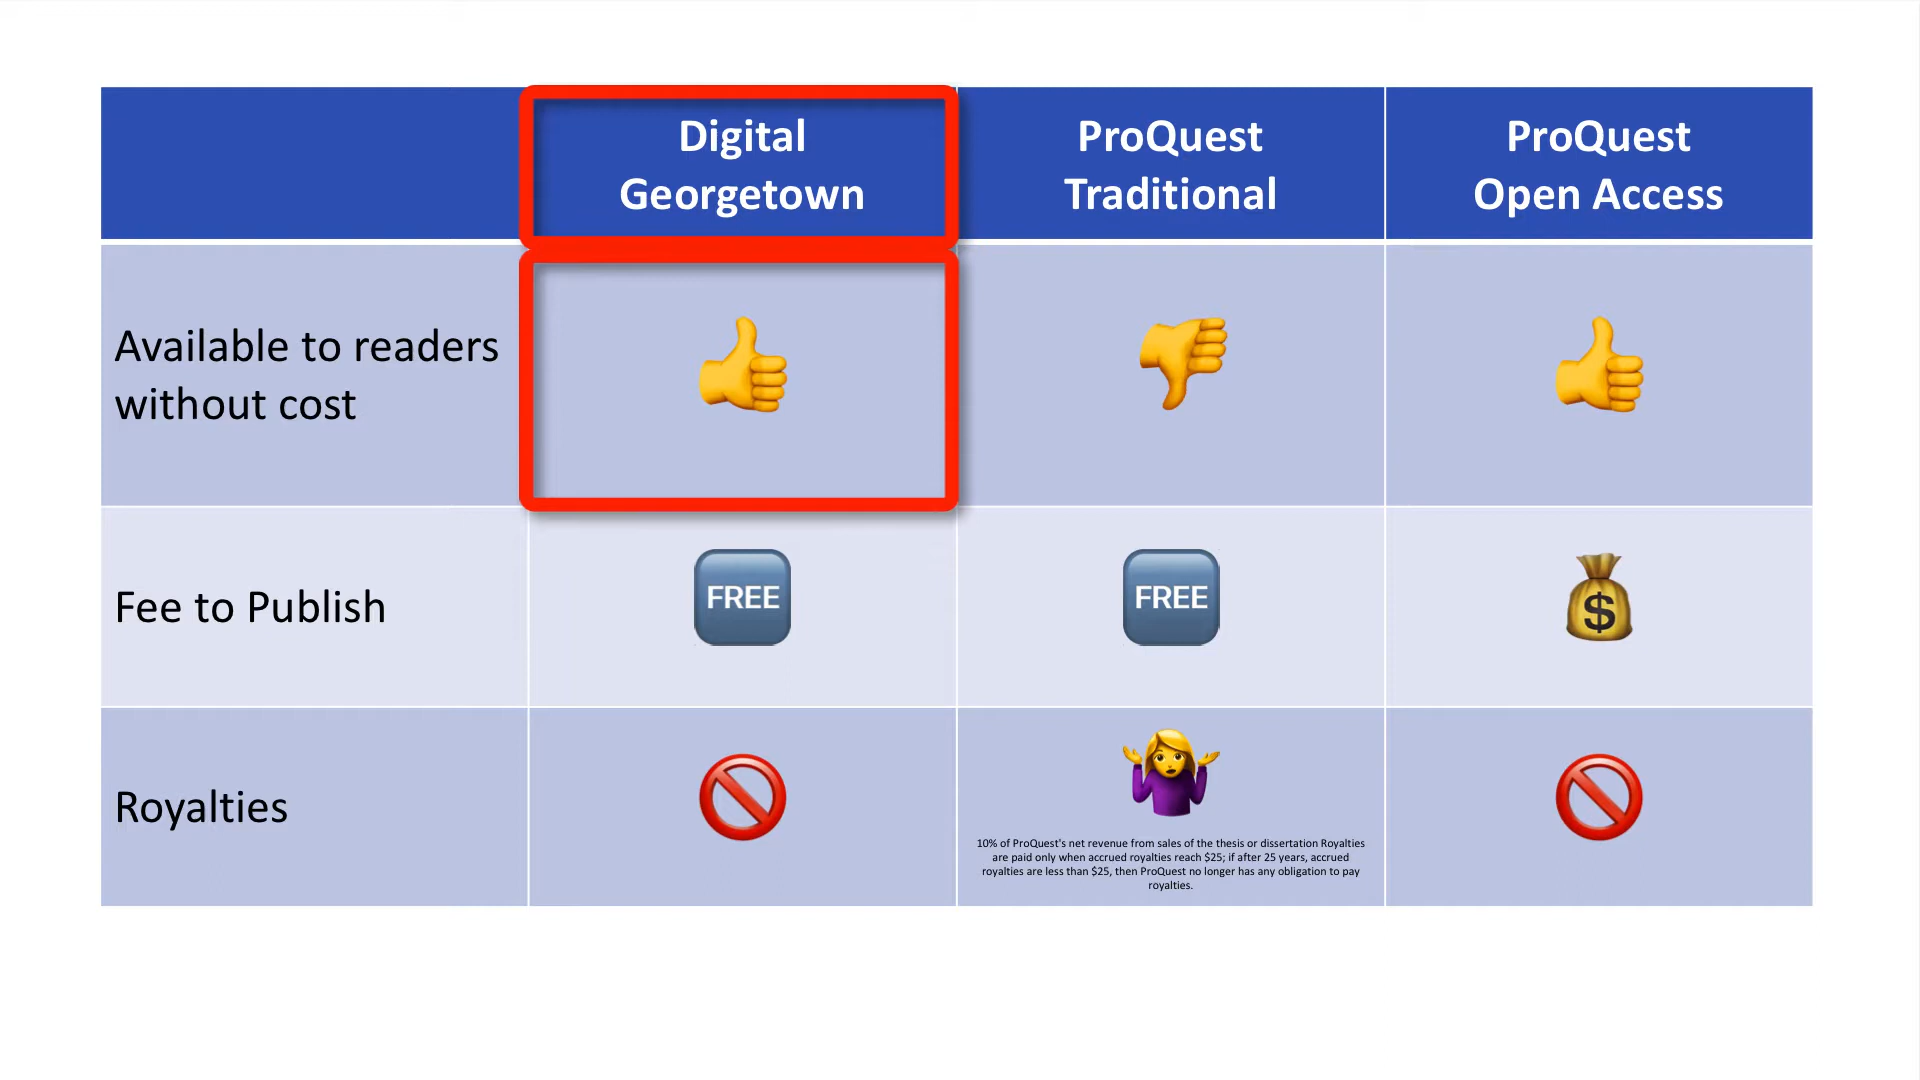 Digital
Georgetown
ProQuest
Traditional
ProQuest
Open Access
Available to readers
without cost
Fee to Publish
FREE
FREE
$
Royalties
10% of ProQuest's net revenue from sales of the thesis or dissertation Royalties
are paid only when accrued royalties reach $25; if after 25 years, accrued
royalties are less than $25, then ProQuest no longer has any obligation to pay
royalties.